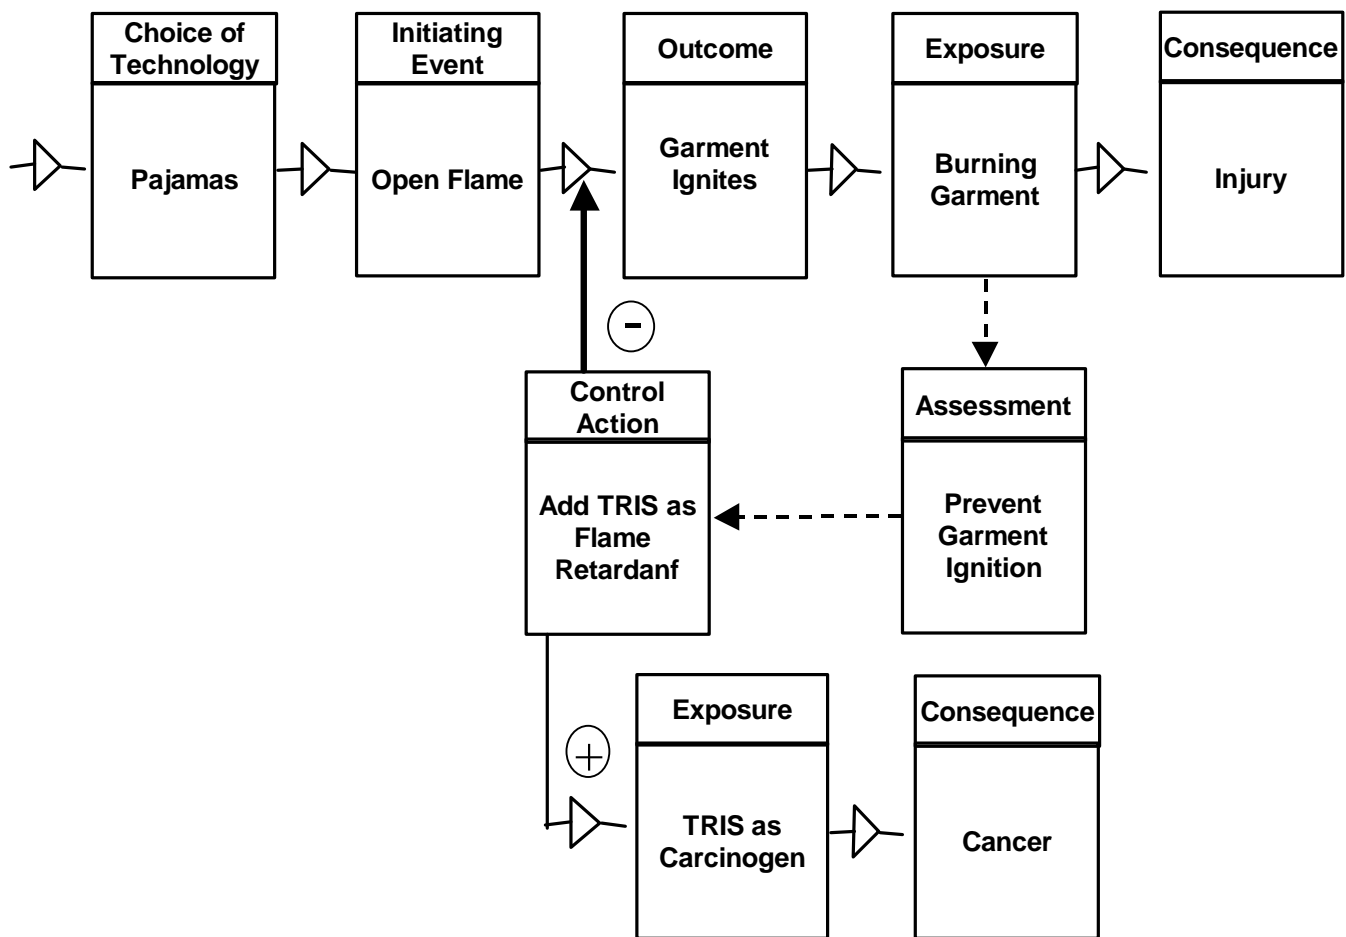 Choice of
Technology
Pajamas
Initiating
Event
Open Flame
Outcome
Garment
Ignites
Exposure
Burning
Garment
Consequence
Injury
-
Control
Action
Add TRIS as
Flame
Retardanf
Assessment
Prevent
Garment
Ignition
+
Exposure
TRIS as
Carcinogen
Consequence
Cancer